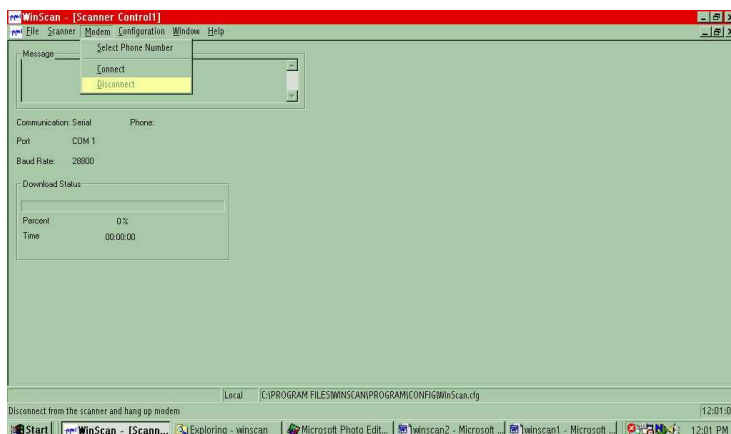 WinScan - [Scanner Control1]
File Scanner Modem Configuration Window Help
Select Phone Number
Connect
Disconnect
Message
Communication: Serial Phone:
Port COM 1
Baud Rate: 28800
Download Status
Percent 0 %
Time 00:00:00
Local C:\PROGRAM FILES\WINSCAN\PROGRAM\CONFIG\WinScan.cfg
Disconnect from the scanner and hang up modem 12:01:0
Start WinScan - [Scann... Exploring - winscan Microsoft Photo Edit... winscan2 - Microsoft ... winscan1 - Microsoft ... 12:01 PM